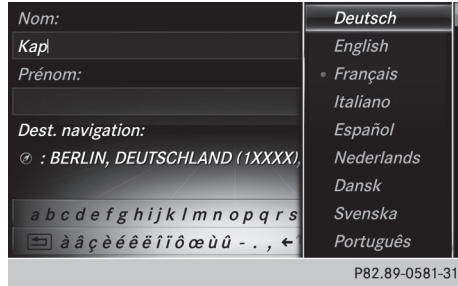 Nom:
Kap
Prénom:
Dest. navigation:
: BERLIN, DEUTSCHLAND (1XXXX),
a b c d e f g h i j k l m n o p q r s
à â ç è é ê ë î ï ô œ ù û - . , ←
Deutsch
English
Français
Italiano
Español
Nederlands
Dansk
Svenska
Português
P82.89-0581-31